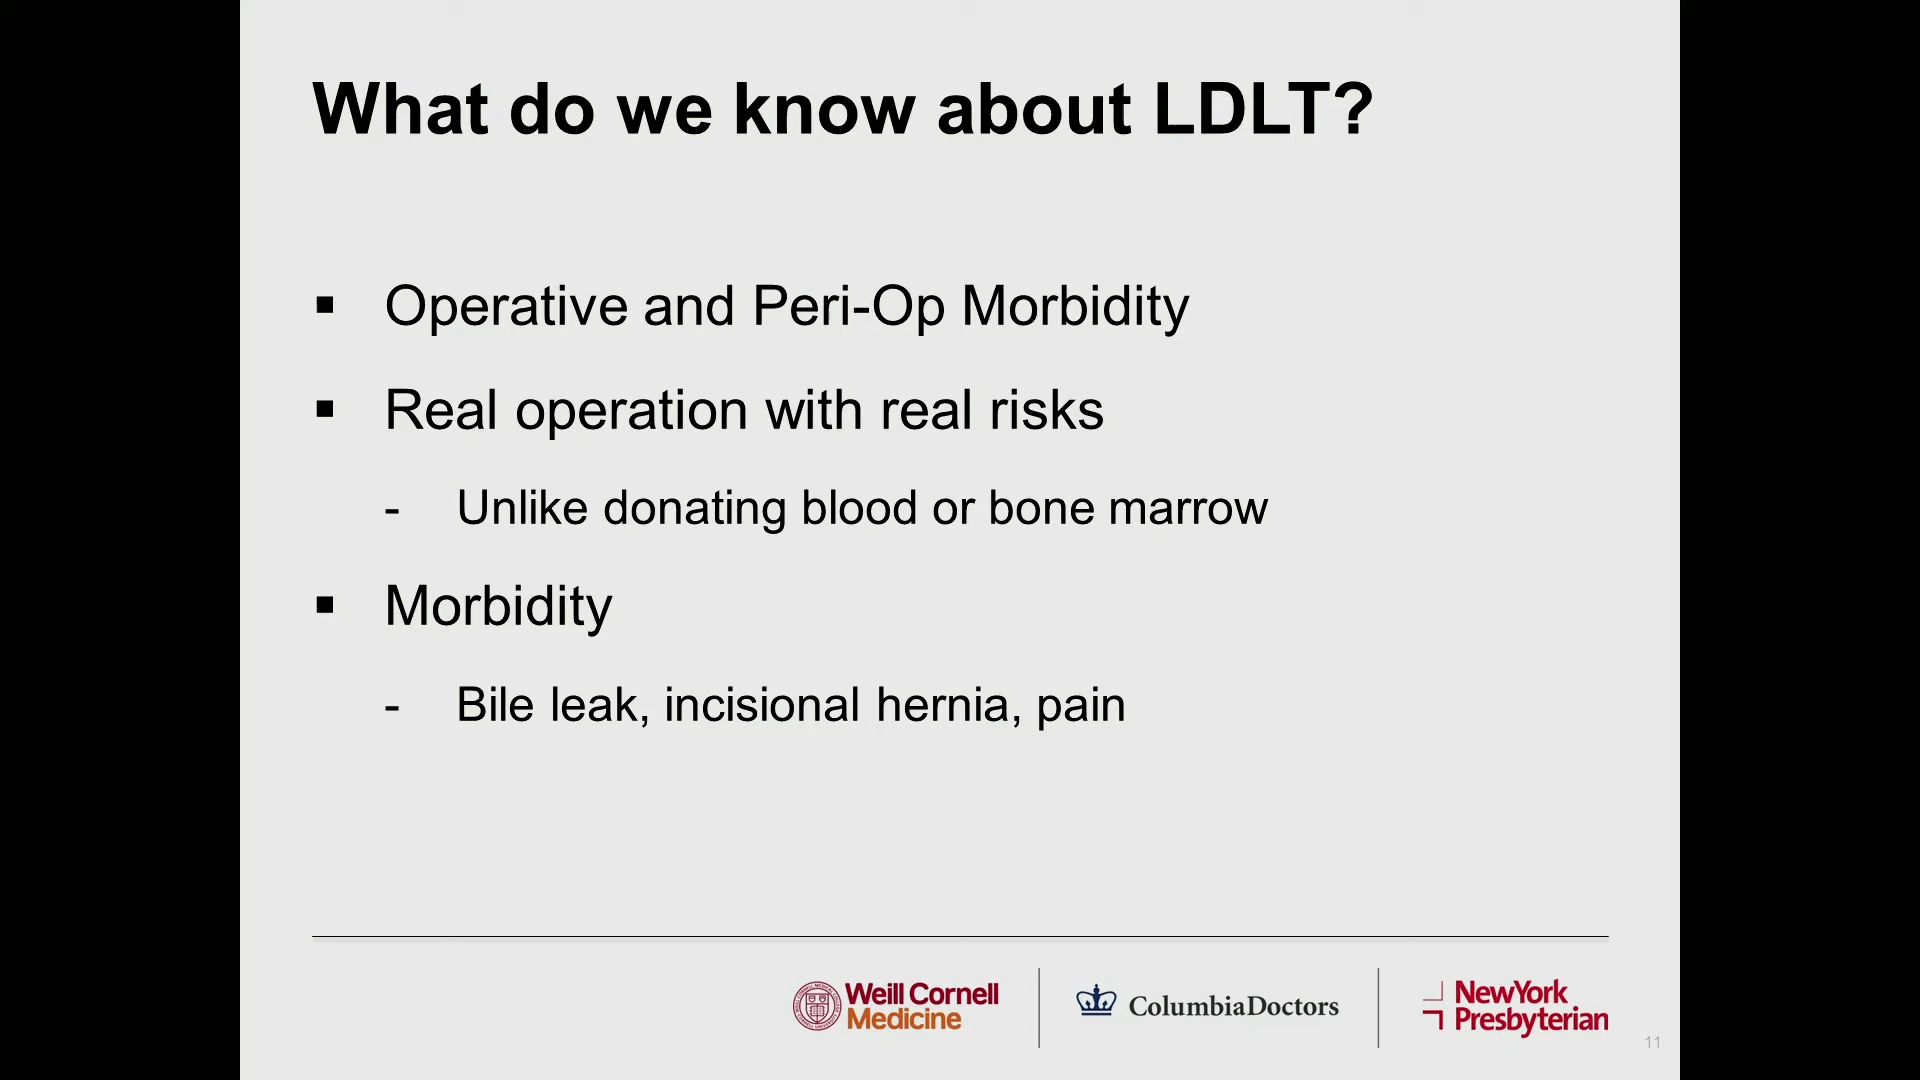 What do we know about LDLT?
▪ Operative and Peri-Op Morbidity
▪ Real operation with real risks
- Unlike donating blood or bone marrow
▪ Morbidity
- Bile leak, incisional hernia, pain
Weill Cornell
Medicine
ColumbiaDoctors
NewYork
Presbyterian
11